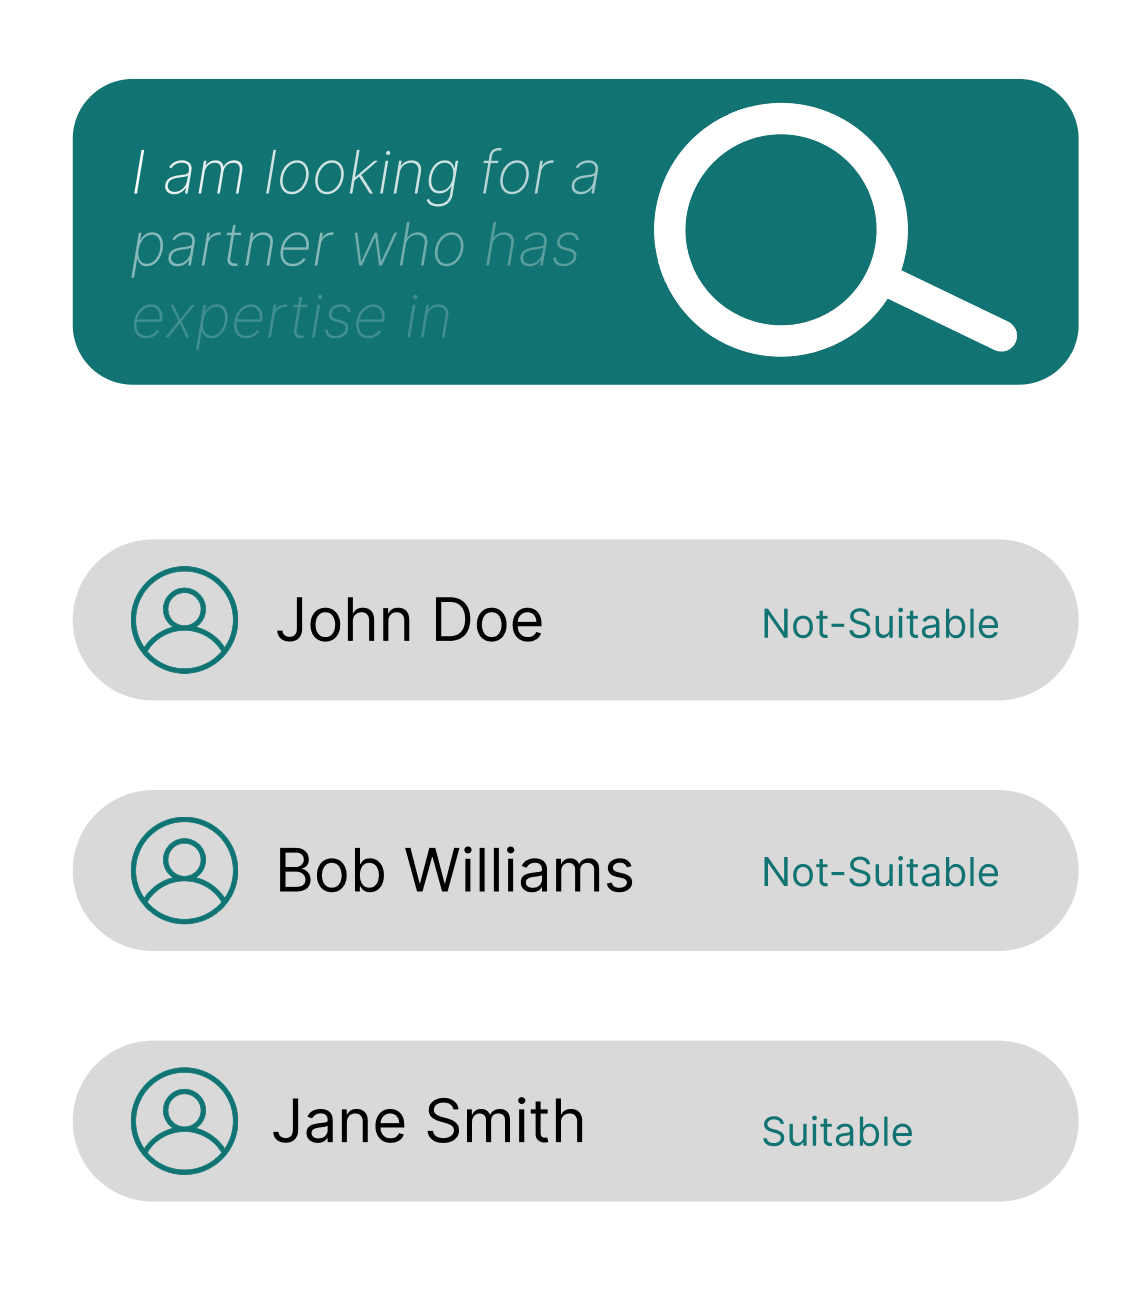 I am looking for a
partner who has
expertise in
John Doe
Not-Suitable
Bob Williams
Not-Suitable
Jane Smith
Suitable